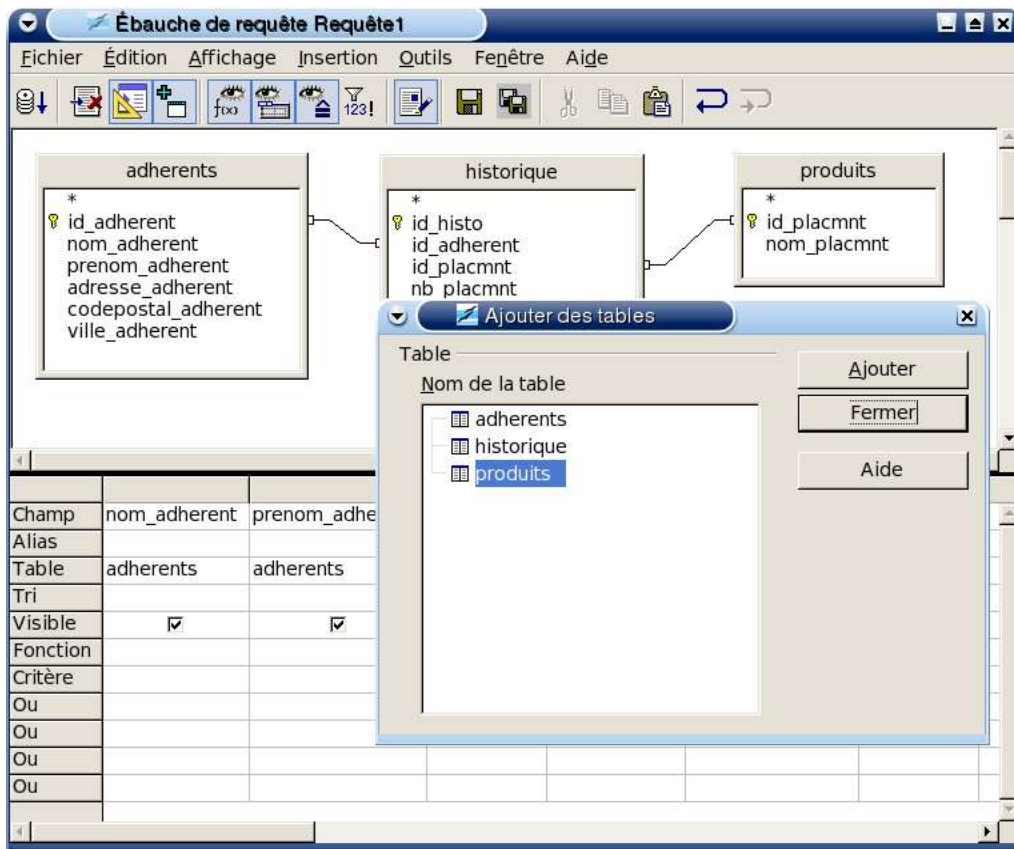 Ébauche de requête Requête1
Fichier Édition Affichage Insertion Outils Fenêtre Aide
f(x) 123!
adherents
*
id_adherent
nom_adherent
prenom_adherent
adresse_adherent
codepostal_adherent
ville_adherent
historique
*
id_histo
id_adherent
id_placmnt
nb_placmnt
produits
*
id_placmnt
nom_placmnt
Ajouter des tables
Table
Nom de la table
adherents
historique
produits
Ajouter
Fermer
Aide
Champ nom_adherent prenom_adhe
Alias
Table adherents adherents
Tri
Visible
Fonction
Critère
Ou
Ou
Ou
Ou